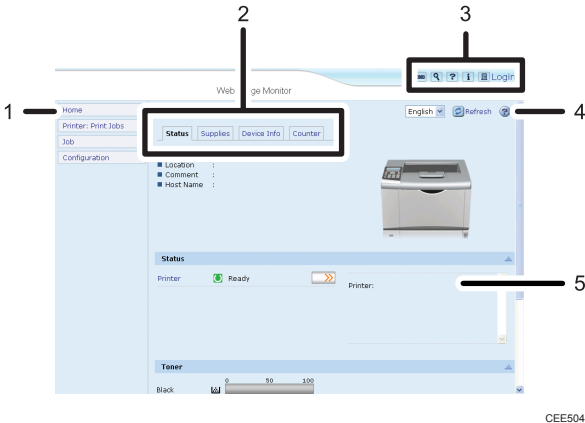 2
3
Login
Web ge Monitor
1
Home
English
Refresh
4
Printer: Print Jobs
Job
Configuration
Status Supplies Device Info Counter
Location :
Comment :
Host Name :
Status
Printer Ready
Printer:
5
Toner
0 50 100
Black
CEE504